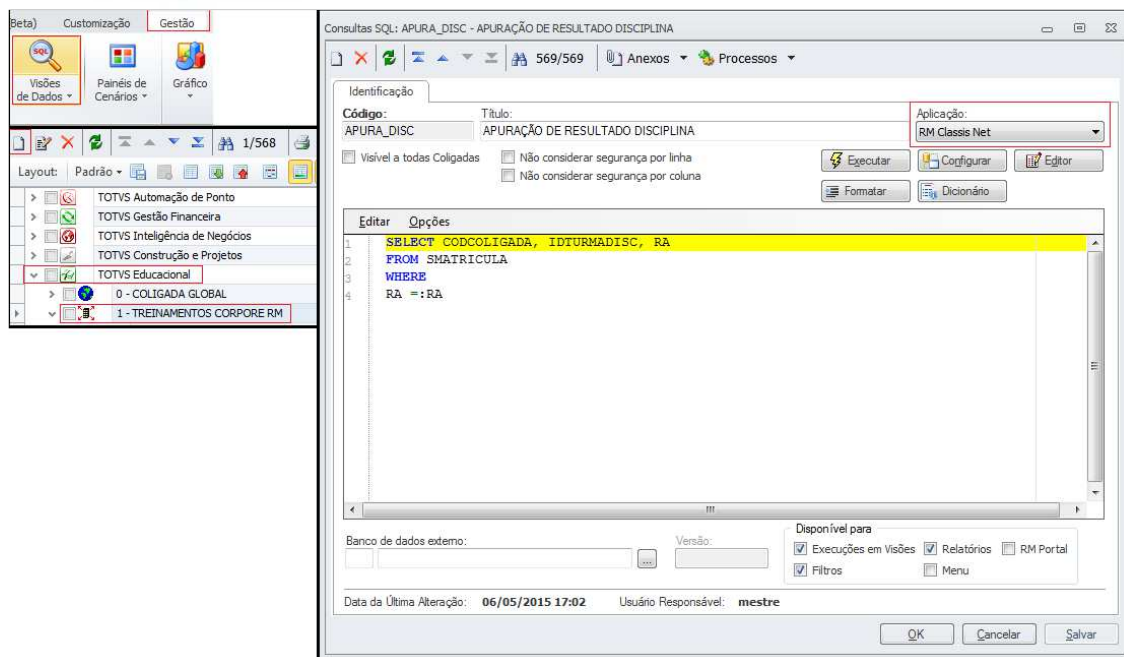 Beta) Customização Gestão
SQL
Visões de Dados
Painéis de Cenários
Gráfico
1/568
Layout: Padrão
TOTVS Automação de Ponto
TOTVS Gestão Financeira
TOTVS Inteligência de Negócios
TOTVS Construção e Projetos
TOTVS Educacional
0 - COLIGADA GLOBAL
1 - TREINAMENTOS CORPORE RM
Consultas SQL: APURA_DISC - APURAÇÃO DE RESULTADO DISCIPLINA
569/569 Anexos Processos
Identificação
Código: Título: Aplicação:
APURA_DISC APURAÇÃO DE RESULTADO DISCIPLINA RM Classis Net
Visível a todas Coligadas Não considerar segurança por linha Executar Configurar Editor
Não considerar segurança por coluna
Formatar Dicionário
Editar Opções
1 SELECT CODCOLIGADA, IDTURMADISC, RA
2 FROM SMATRICULA
3 WHERE
4 RA =:RA
Banco de dados externo: Versão: Disponível para
... Execuções em Visões Relatórios RM Portal
Filtros Menu
Data da Última Alteração: 06/05/2015 17:02 Usuário Responsável: mestre
OK Cancelar Salvar